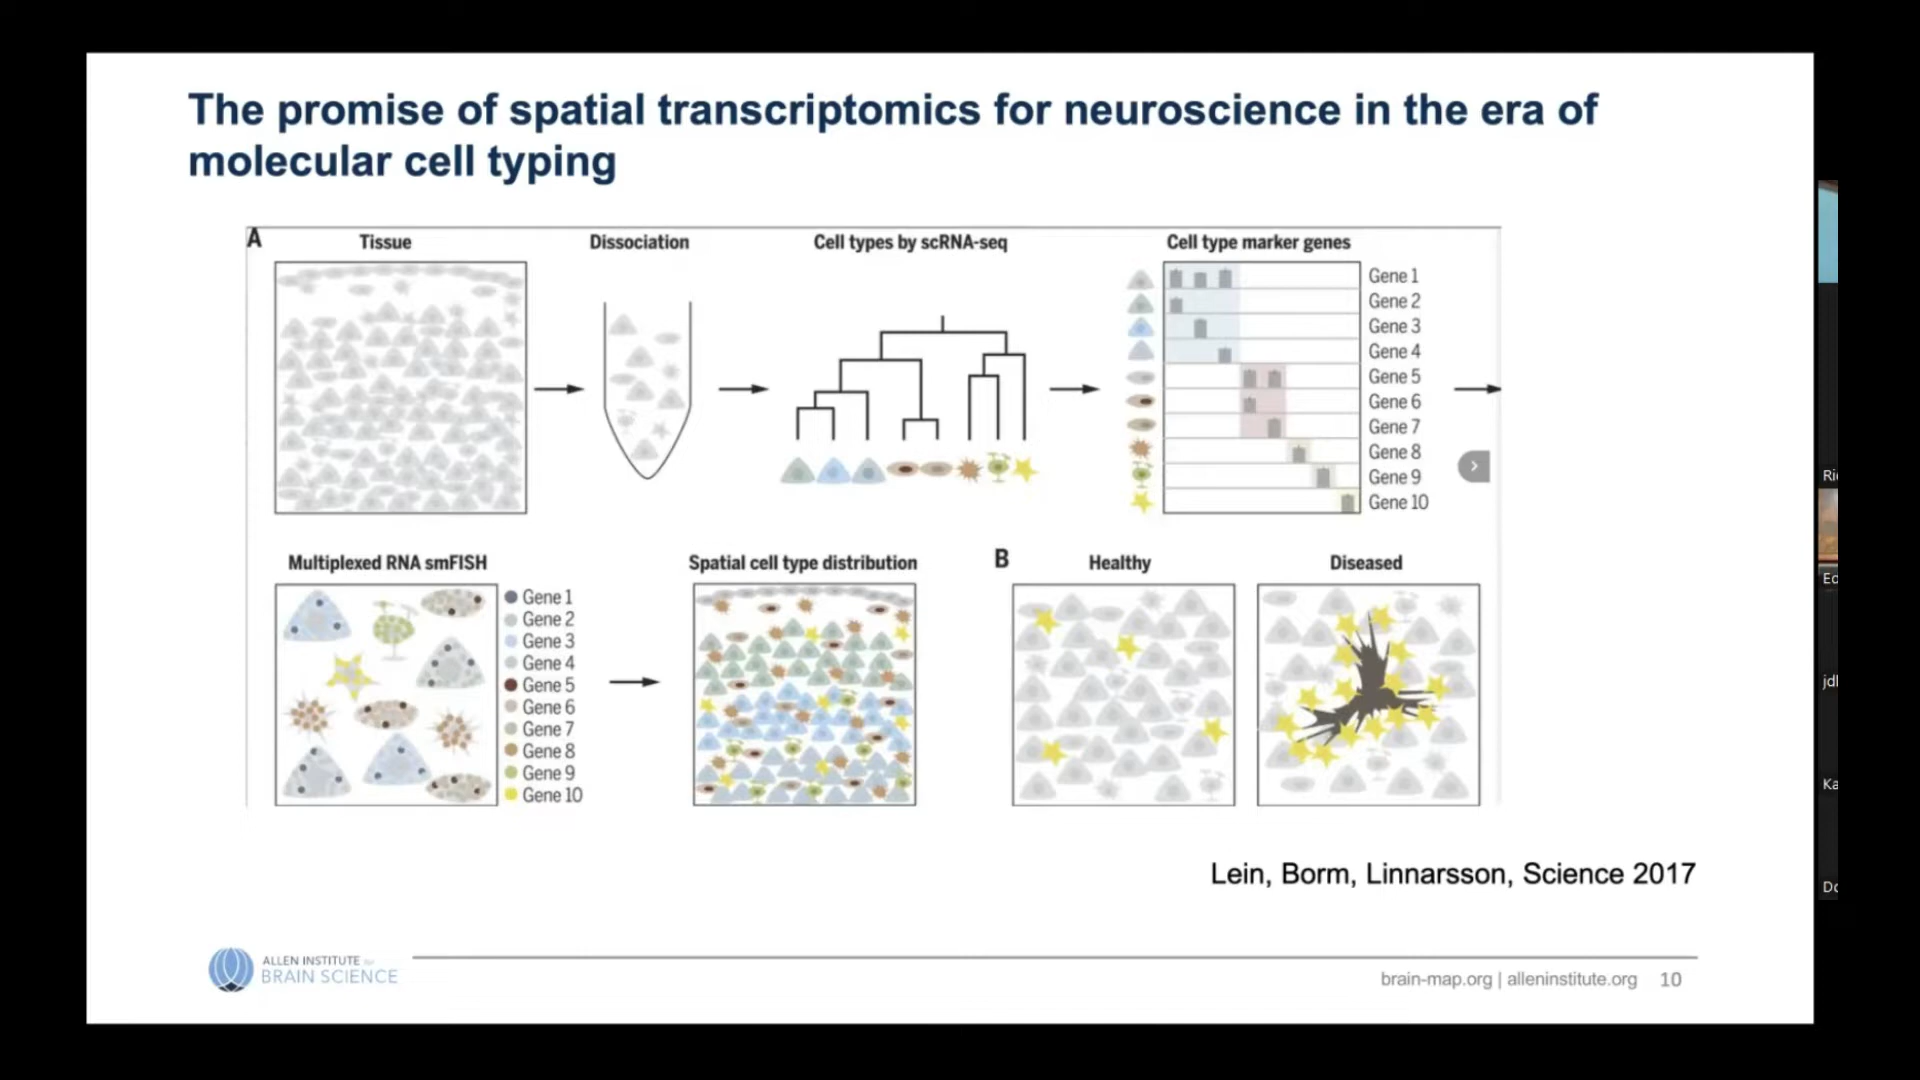 The promise of spatial transcriptomics for neuroscience in the era of
molecular cell typing
A
Tissue
Dissociation
Cell types by scRNA-seq
Cell type marker genes
Gene 1
Gene 2
Gene 3
Gene 4
Gene 5
Gene 6
Gene 7
Gene 8
Gene 9
Gene 10
Multiplexed RNA smFISH
Gene 1
Gene 2
Gene 3
Gene 4
Gene 5
Gene 6
Gene 7
Gene 8
Gene 9
Gene 10
Spatial cell type distribution
B
Healthy
Diseased
Lein, Borm, Linnarsson, Science 2017
ALLEN INSTITUTE for
BRAIN SCIENCE
brain-map.org | alleninstitute.org 10